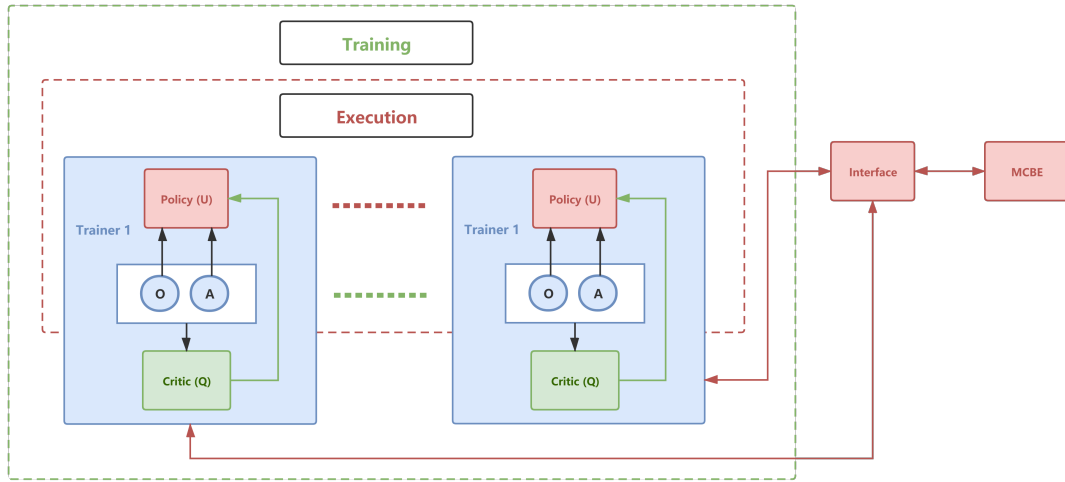 Training
Execution
Policy (U)
Trainer 1
O
A
Critic (Q)
Policy (U)
Trainer 1
O
A
Critic (Q)
Interface
MCBE